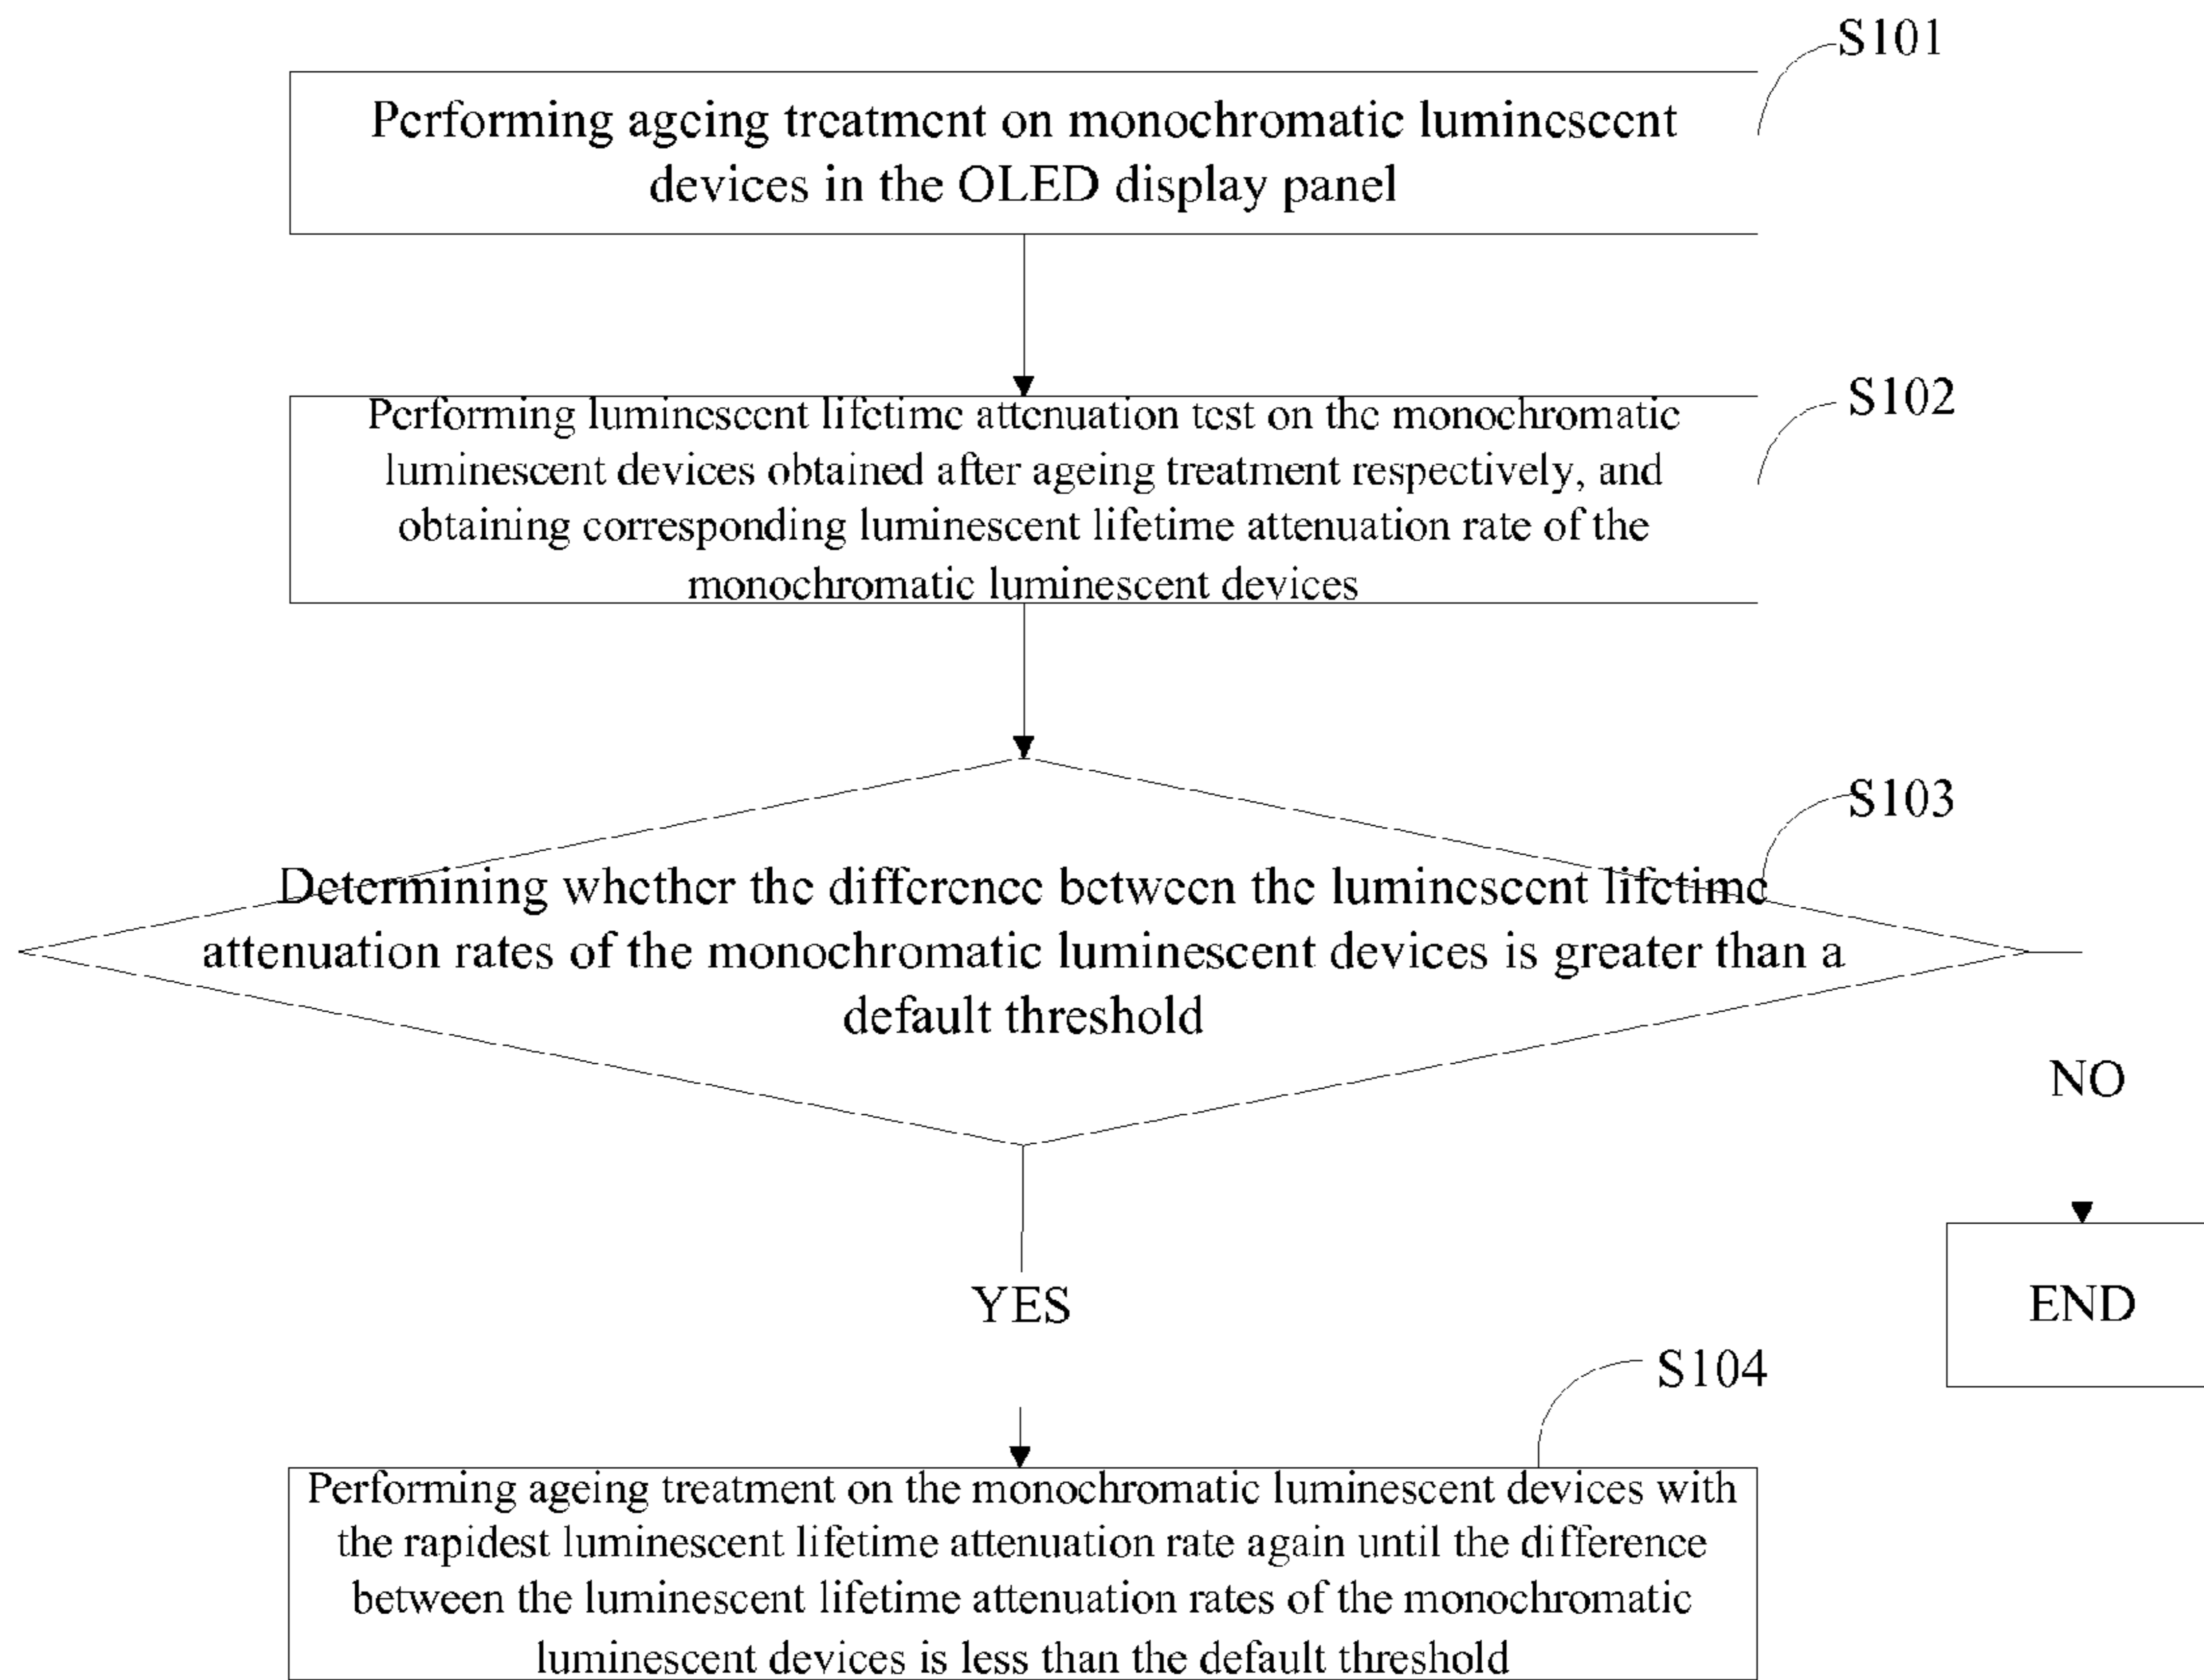 S101
Performing ageing treatment on monochromatic luminescent
devices in the OLED display panel
S102
Performing luminescent lifetime attenuation test on the monochromatic
luminescent devices obtained after ageing treatment respectively, and
obtaining corresponding luminescent lifetime attenuation rate of the
monochromatic luminescent devices
S103
Determining whether the difference between the luminescent lifetime
attenuation rates of the monochromatic luminescent devices is greater than a
default threshold
NO
END
YES
S104
Performing ageing treatment on the monochromatic luminescent devices with
the rapidest luminescent lifetime attenuation rate again until the difference
between the luminescent lifetime attenuation rates of the monochromatic
luminescent devices is less than the default threshold